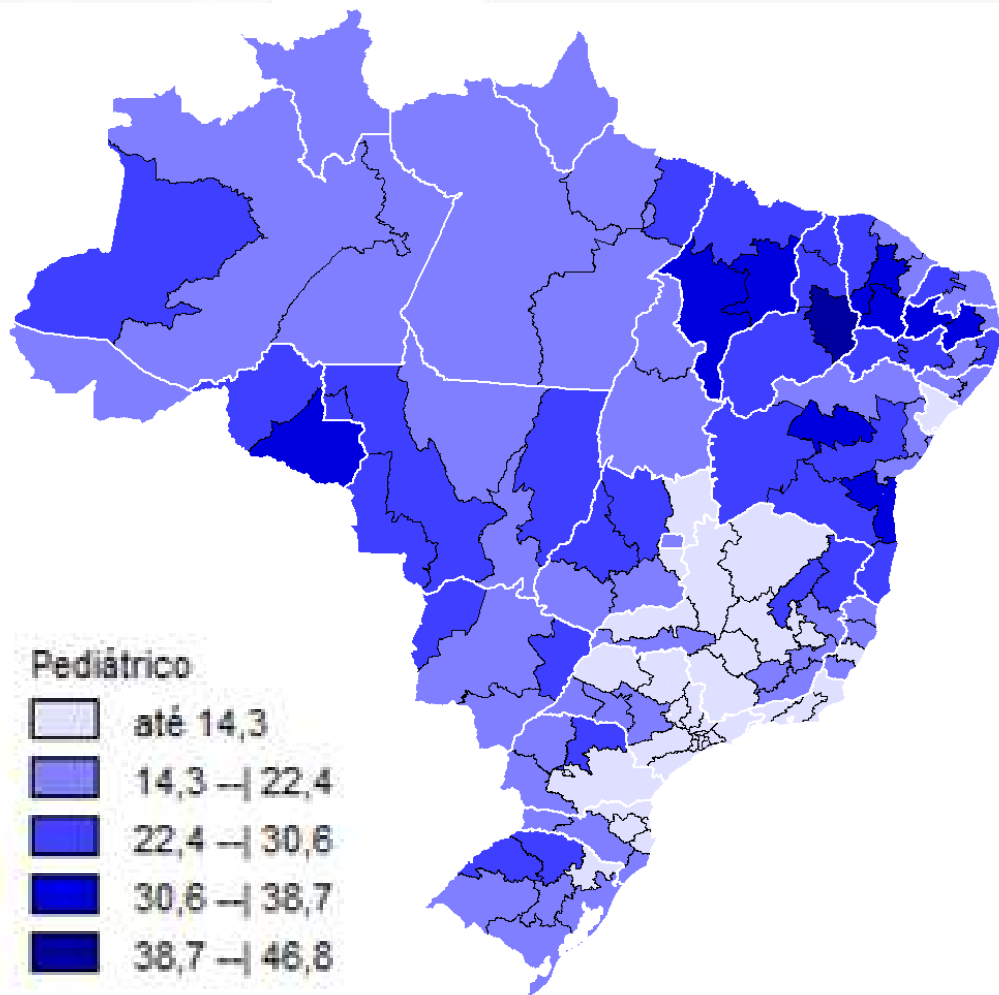 Pediátrico
até 14,3
14,3 --| 22,4
22,4 --| 30,6
30,6 --| 38,7
38,7 --| 46,8